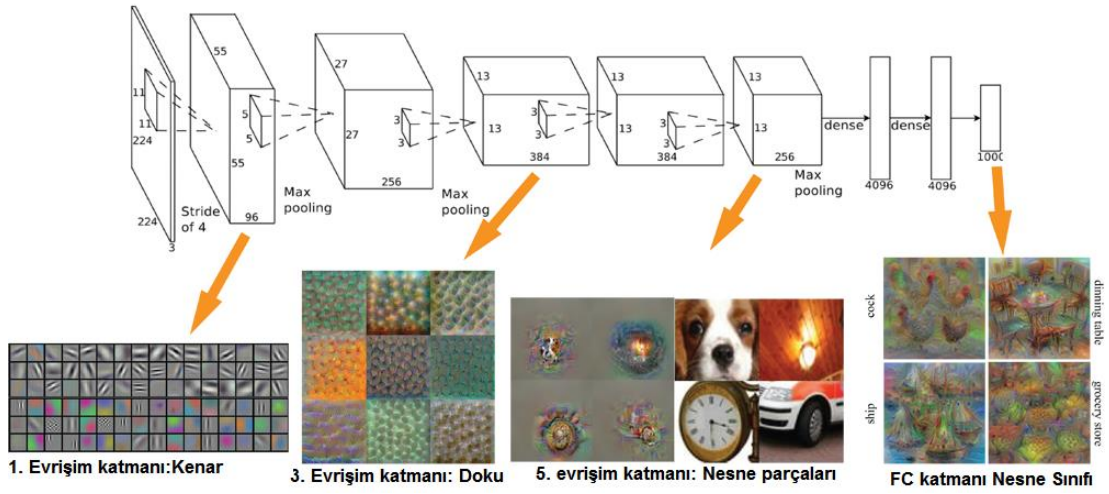 55
27
13
13
13
11
11
224
5
5
55
27
3
3
13
3
3
13
3
3
13
dense
dense
224
3
Stride
of 4
96
Max
pooling
256
Max
pooling
384
384
256
Max
pooling
4096
4096
1000
cock
dinning table
ship
grocery store
1. Evrişim katmanı:Kenar
3. Evrişim katmanı: Doku
5. evrişim katmanı: Nesne parçaları
FC katmanı Nesne Sınıfı